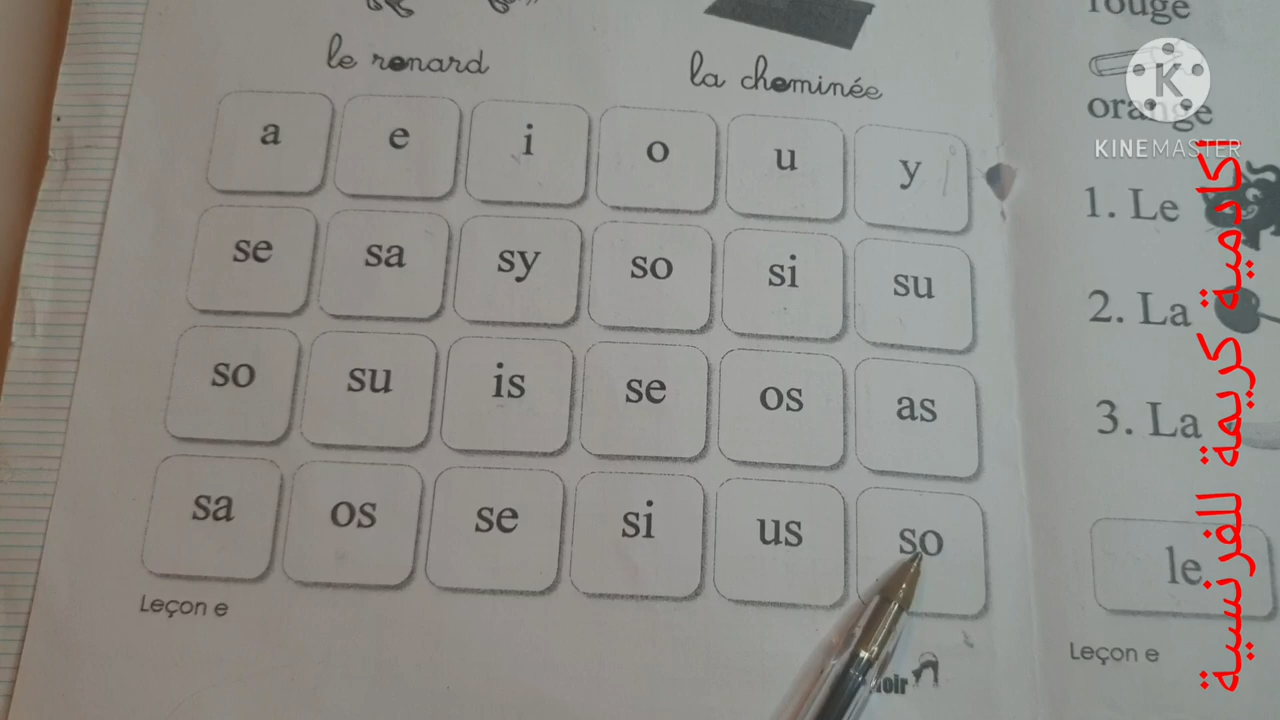 le renard
la cheminée
a e i o u y
se sa sy so si su
so su is se os as
sa os se si us so
Leçon e
rouge
orange
1. Le
2. La
3. La
le
Leçon e
K
KINEMASTER
كادمية كريمة للفرنسية